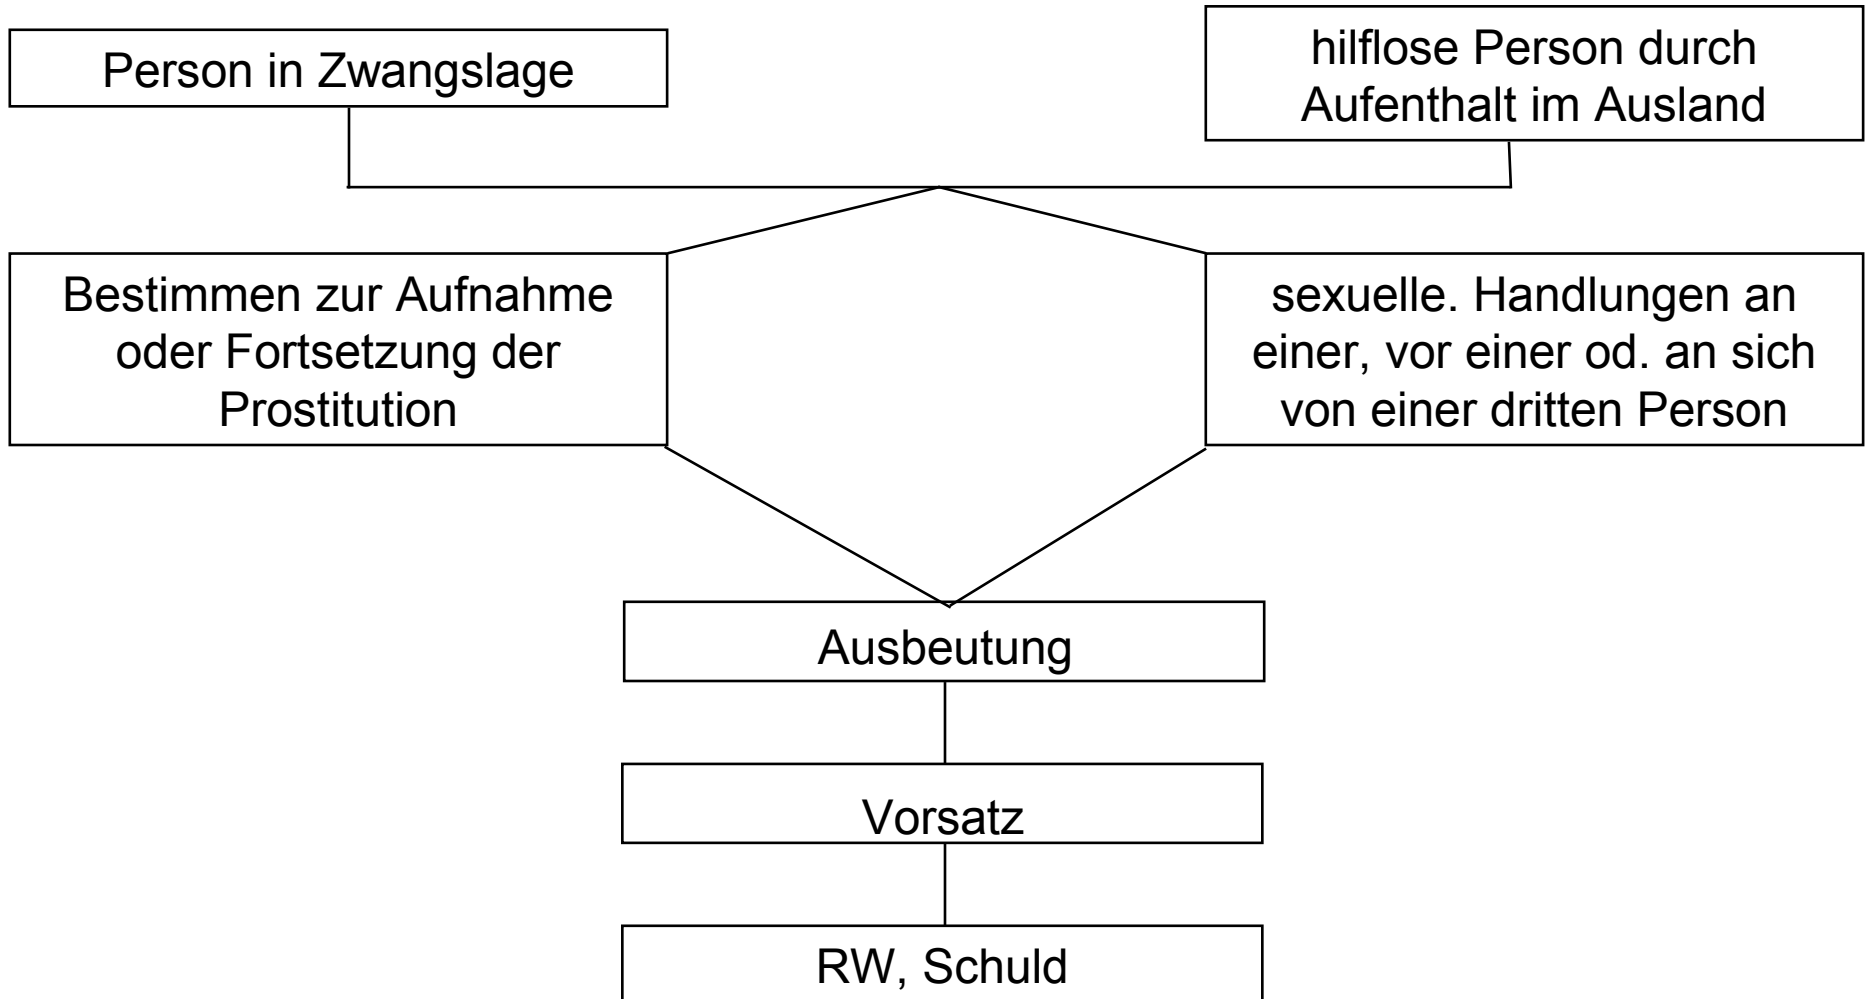 Person in Zwangslage
hilflose Person durch
Aufenthalt im Ausland
Bestimmen zur Aufnahme
oder Fortsetzung der
Prostitution
sexuelle. Handlungen an
einer, vor einer od. an sich
von einer dritten Person
Ausbeutung
Vorsatz
RW, Schuld